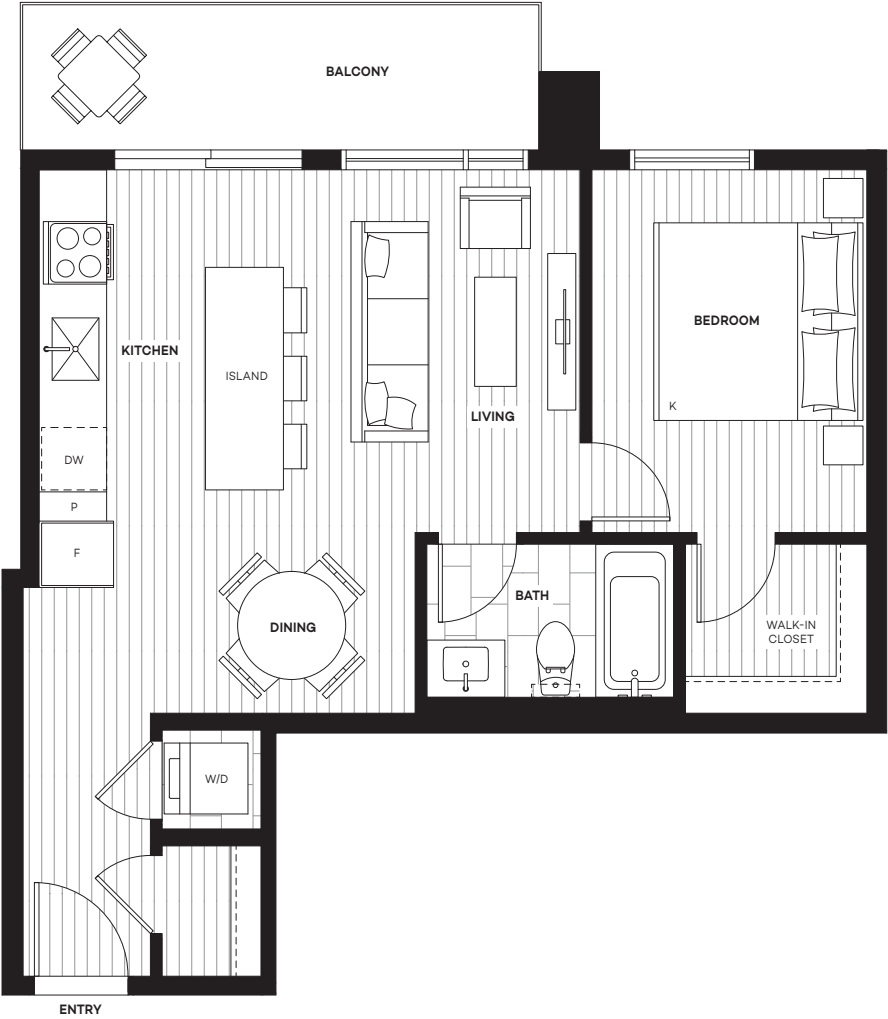 BALCONY
KITCHEN
ISLAND
LIVING
BEDROOM
K
DW
P
F
DINING
BATH
WALK-IN
CLOSET
W/D
ENTRY